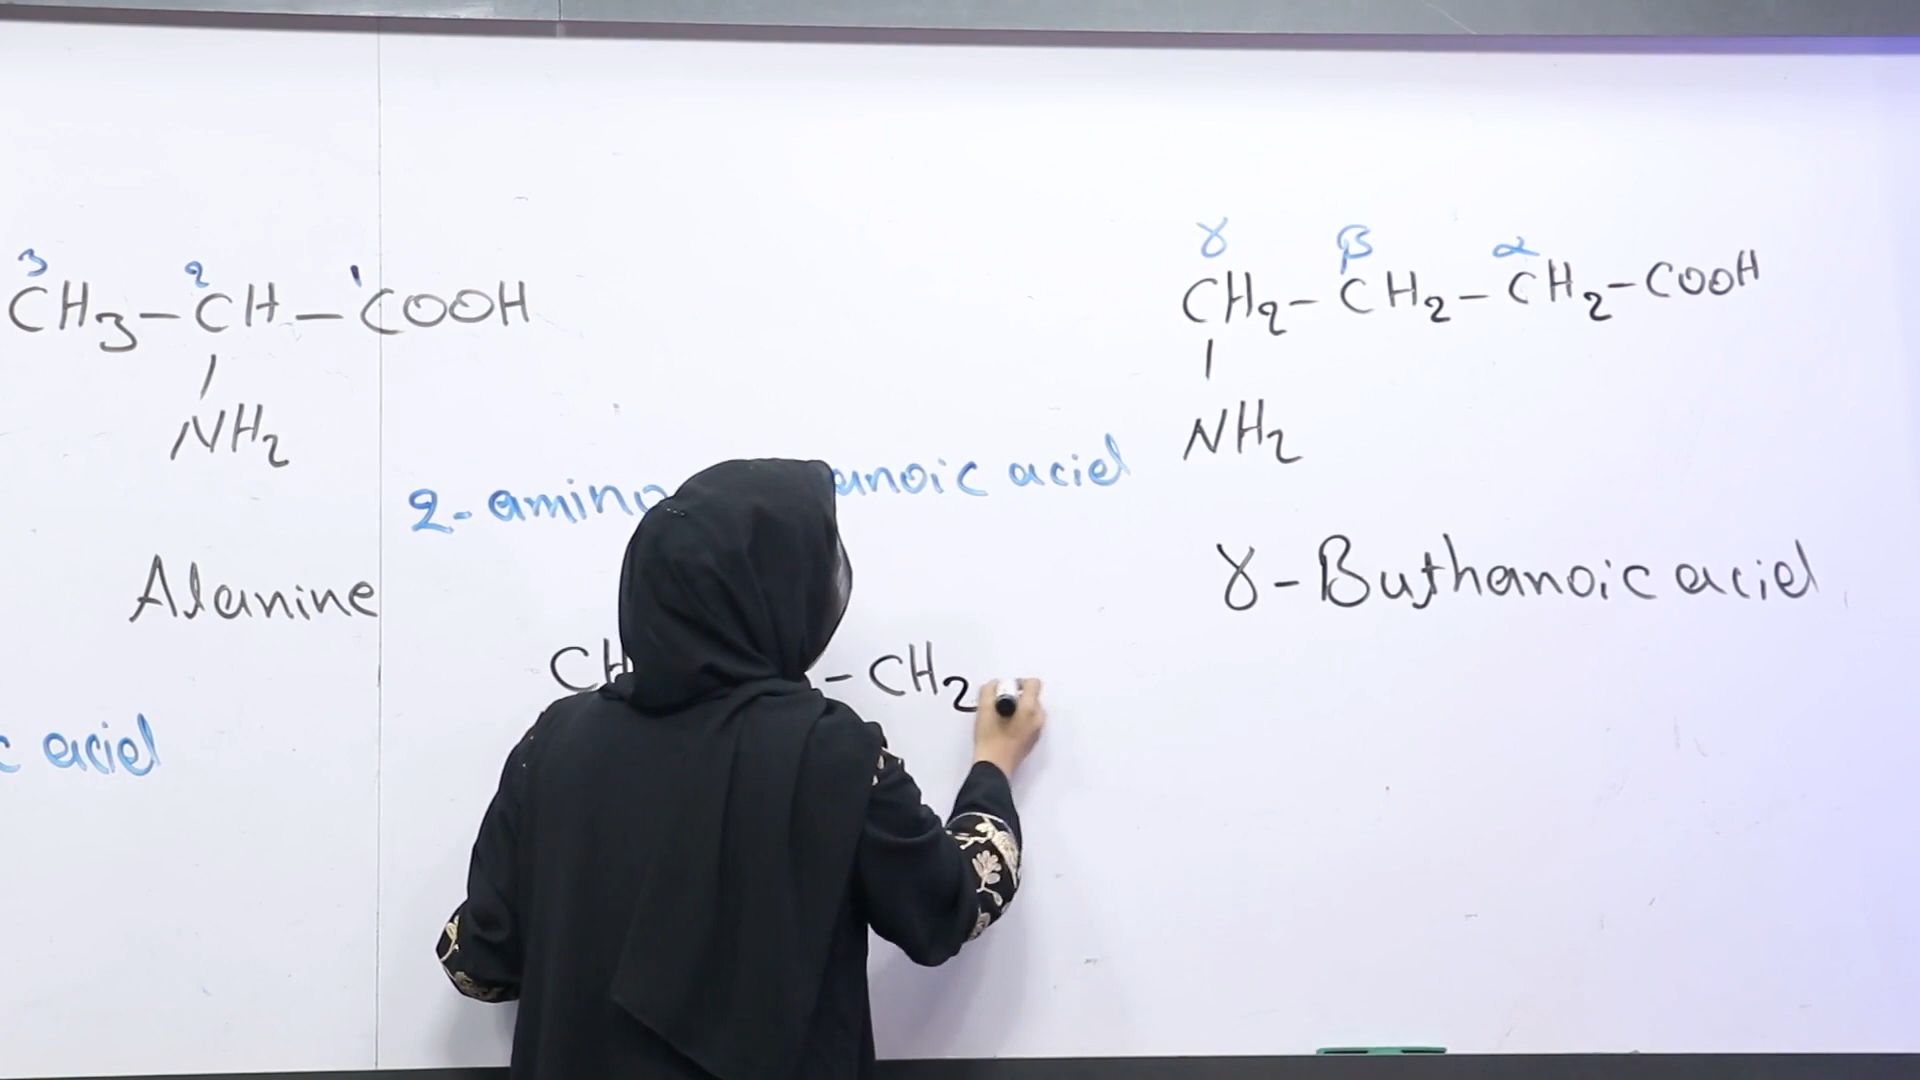 3 2 1
CH3-CH-COOH
NH2
2-amino anoic acid
Alanine
c acid
CH -CH2
γ β α
CH2-CH2-CH2-COOH
NH2
γ-Buthanoic acid